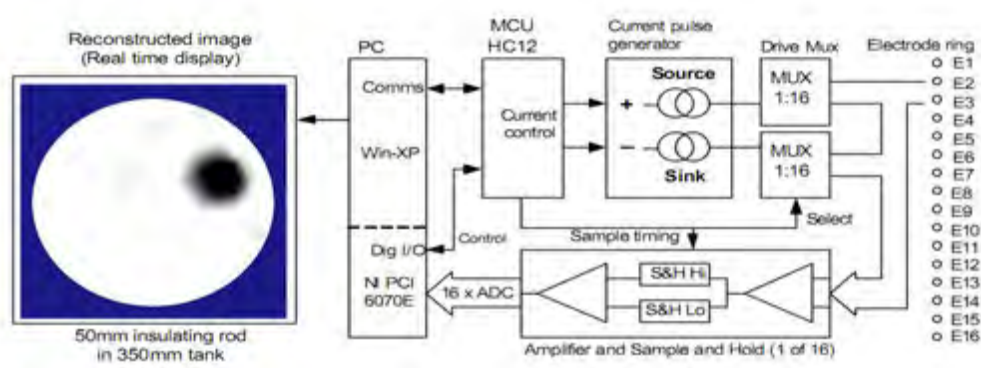 Reconstructed image
(Real time display)
50mm insulating rod
in 350mm tank
PC
Comms
Win-XP
Dig I/O
NI PCI
6070E
MCU
HC12
Current
control
Control
Current pulse
generator
Source
+
−
Sink
Drive Mux
MUX
1:16
MUX
1:16
Select
Sample timing
16 x ADC
S&H Hi
S&H Lo
Amplifier and Sample and Hold (1 of 16)
Electrode ring
E1
E2
E3
E4
E5
E6
E7
E8
E9
E10
E11
E12
E13
E14
E15
E16